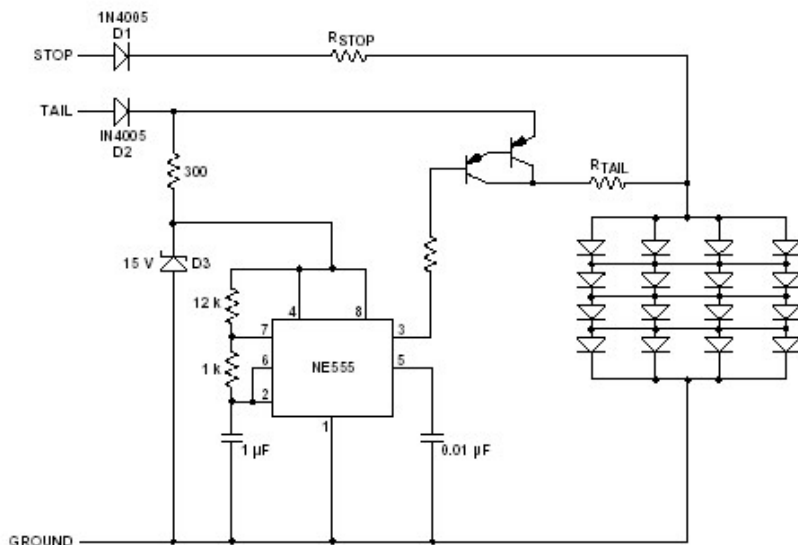 1N4005
D1
STOP
RSTOP
TAIL
IN4005
D2
300
RTAIL
15 V
D3
12 k
4
8
7
3
1 k
6
NE555
5
2
1
1 µF
0.01 µF
GROUND